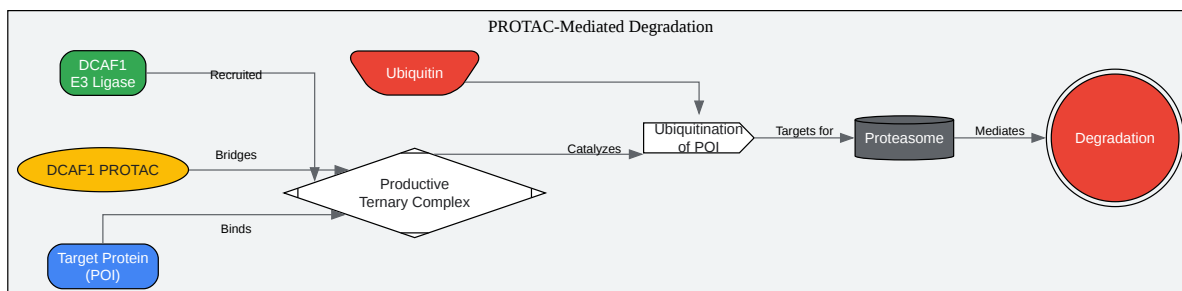 PROTAC-Mediated Degradation
DCAF1
E3 Ligase
Recruited
Ubiquitin
Ubiquitination
of POI
Targets for
Proteasome
Mediates
Degradation
Bridges
Catalyzes
DCAF1 PROTAC
Productive
Ternary Complex
Binds
Target Protein
(POI)